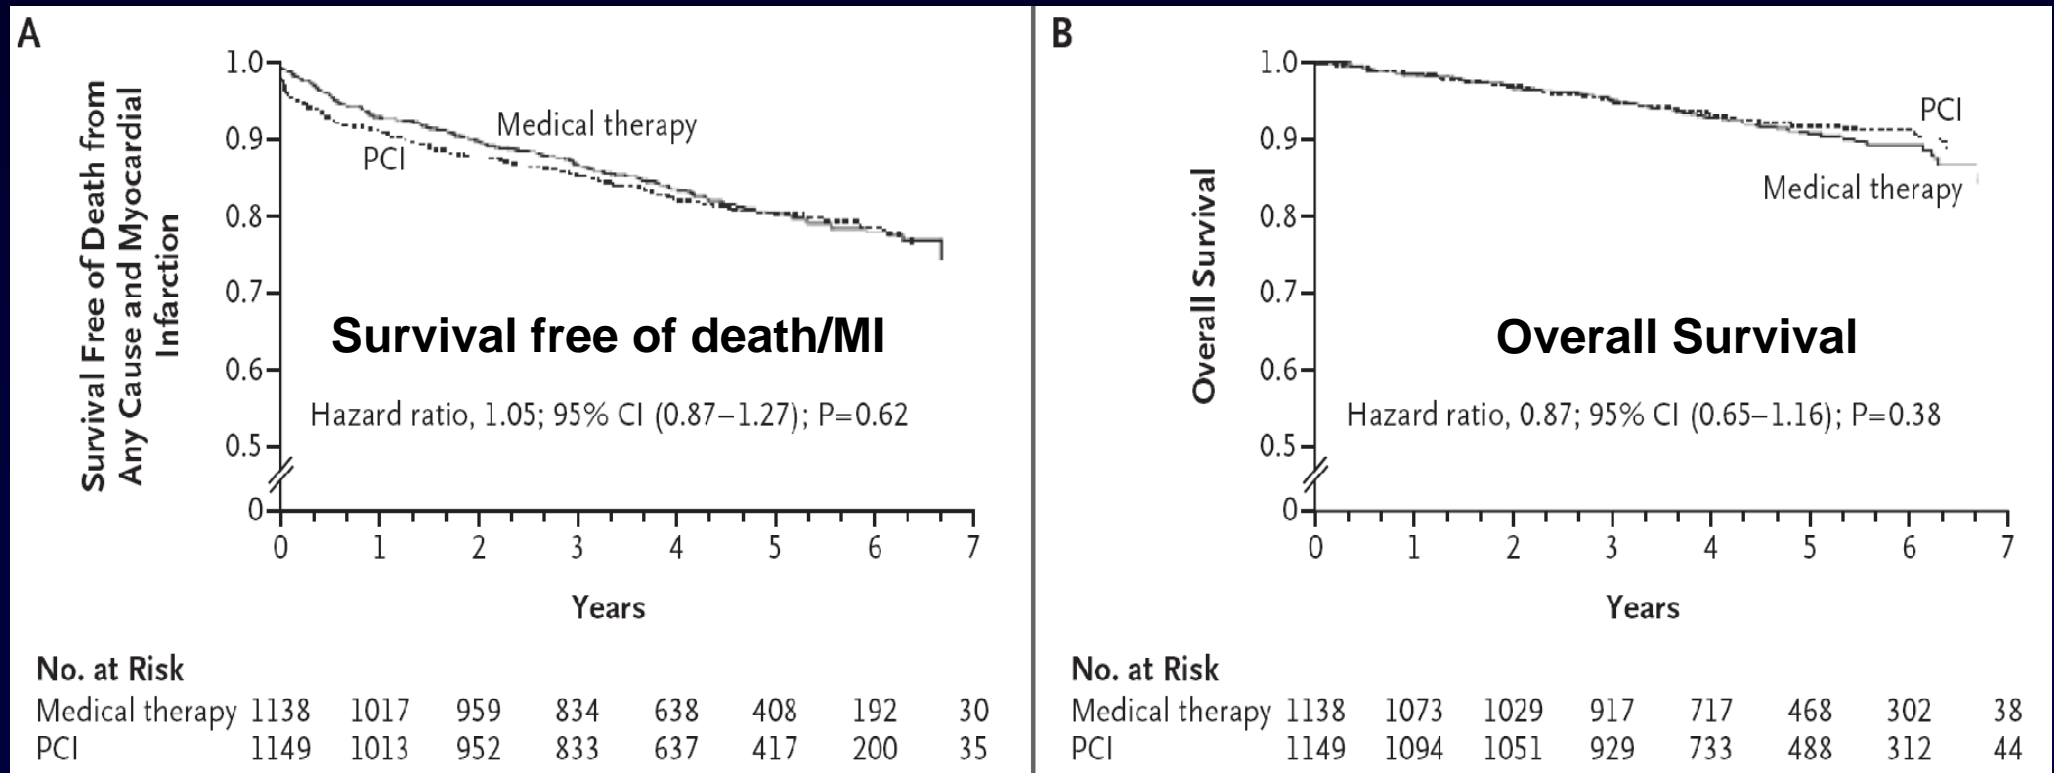 A
Survival Free of Death from
Any Cause and Myocardial
Infarction
1.0
0.9
0.8
0.7
0.6
0.5
0
Medical therapy
PCI
Survival free of death/MI
Hazard ratio, 1.05; 95% CI (0.87–1.27); P=0.62
0 1 2 3 4 5 6 7
Years
No. at Risk
Medical therapy 1138 1017 959 834 638 408 192 30
PCI 1149 1013 952 833 637 417 200 35
B
Overall Survival
1.0
0.9
0.8
0.7
0.6
0.5
0
PCI
Medical therapy
Overall Survival
Hazard ratio, 0.87; 95% CI (0.65–1.16); P=0.38
0 1 2 3 4 5 6 7
Years
No. at Risk
Medical therapy 1138 1073 1029 917 717 468 302 38
PCI 1149 1094 1051 929 733 488 312 44